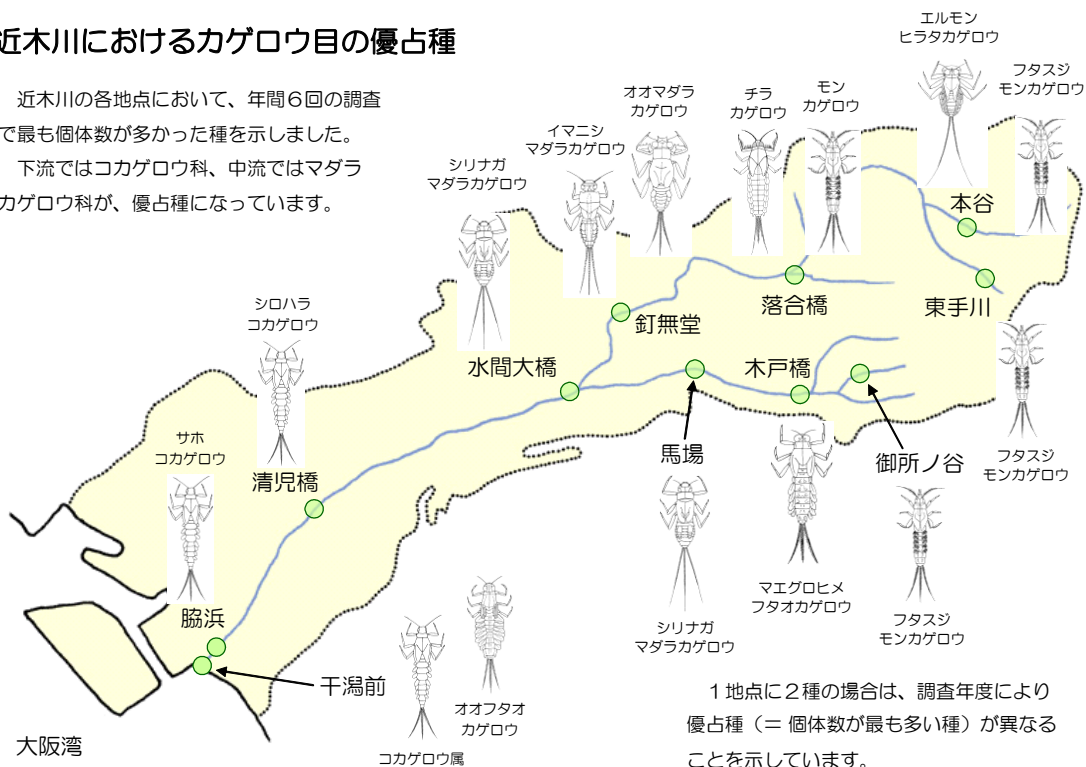 近木川におけるカゲロウ目の優占種
近木川の各地点において、年間６回の調査
で最も個体数が多かった種を示しました。
下流ではコカゲロウ科、中流ではマダラ
カゲロウ科が、優占種になっています。
エルモン
ヒラタカゲロウ
フタスジ
モンカゲロウ
モン
カゲロウ
チラ
カゲロウ
オオマダラ
カゲロウ
イマニシ
マダラカゲロウ
シリナガ
マダラカゲロウ
シロハラ
コカゲロウ
サホ
コカゲロウ
本谷
東手川
落合橋
釘無堂
水間大橋
木戸橋
馬場
御所ノ谷
清児橋
脇浜
干潟前
大阪湾
フタスジ
モンカゲロウ
フタスジ
モンカゲロウ
マエグロヒメ
フタオカゲロウ
シリナガ
マダラカゲロウ
オオフタオ
カゲロウ
コカゲロウ属
１地点に２種の場合は、調査年度により
優占種（＝ 個体数が最も多い種）が異なる
ことを示しています。